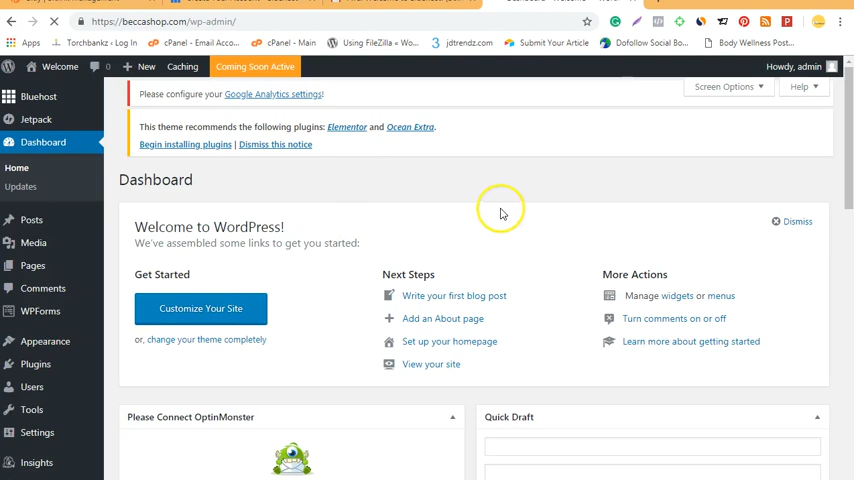 https://beccashop.com/wp-admin/
Apps
Torchbankz ‹ Log In
cPanel - Email Acco...
cPanel - Main
Using FileZilla « Wo...
jdtrendz.com
Submit Your Article
Dofollow Social Bo...
Body Wellness Post...
Welcome
0
New
Caching
Coming Soon Active
Howdy, admin
Bluehost
Jetpack
Dashboard
Home
Updates
Posts
Media
Pages
Comments
WPForms
Appearance
Plugins
Users
Tools
Settings
Insights
Please configure your Google Analytics settings!
Screen Options
Help
This theme recommends the following plugins: Elementor and Ocean Extra.
Begin installing plugins | Dismiss this notice
Dashboard
Welcome to WordPress!
We've assembled some links to get you started:
Dismiss
Get Started
Customize Your Site
or, change your theme completely
Next Steps
Write your first blog post
Add an About page
Set up your homepage
View your site
More Actions
Manage widgets or menus
Turn comments on or off
Learn more about getting started
Please Connect OptinMonster
Quick Draft